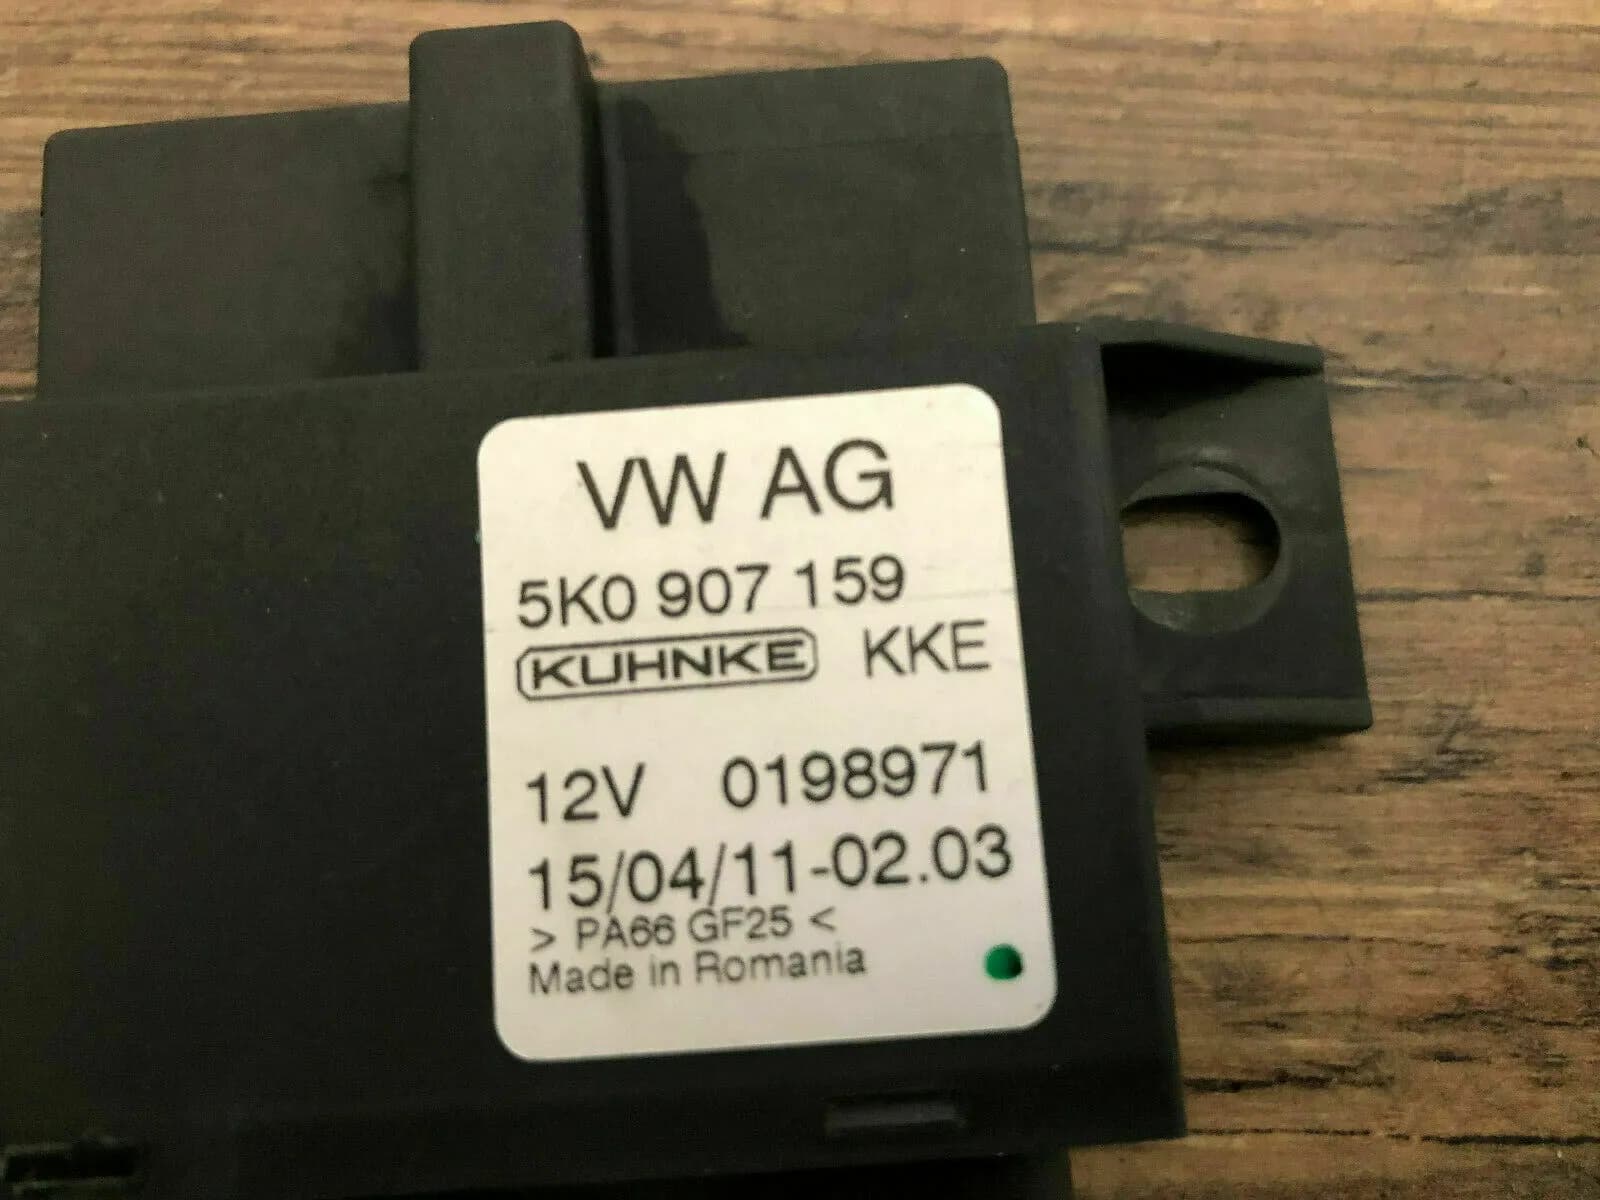 VW AG
5K0 907 159
KUHNKE KKE
12V 0198971
15/04/11-02.03
> PA66 GF25 <
Made in Romania